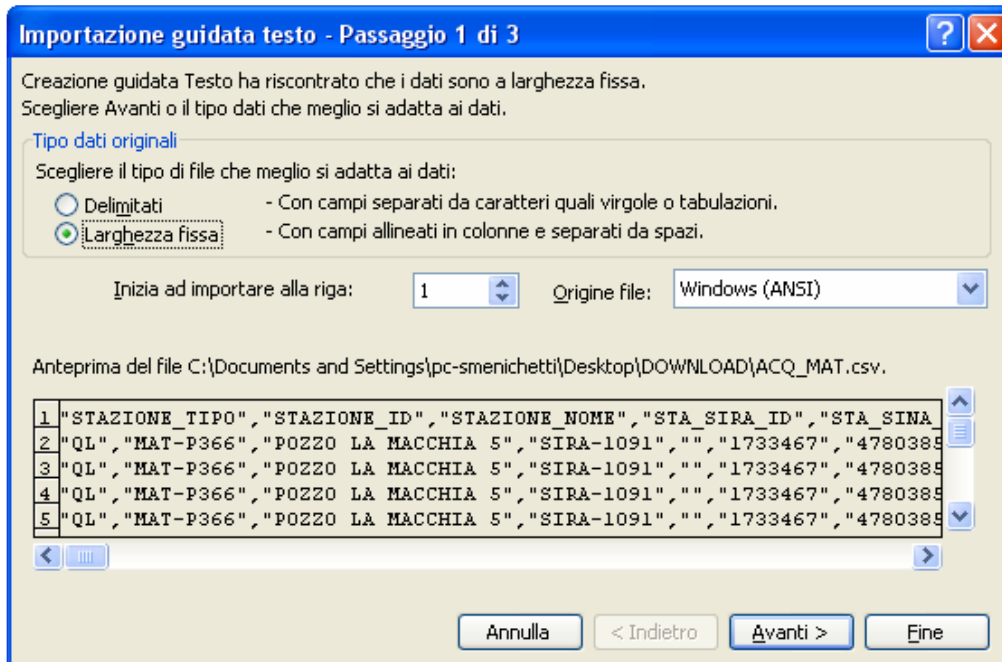 Importazione guidata testo - Passaggio 1 di 3
Creazione guidata Testo ha riscontrato che i dati sono a larghezza fissa.
Scegliere Avanti o il tipo dati che meglio si adatta ai dati.
Tipo dati originali
Scegliere il tipo di file che meglio si adatta ai dati:
Delimitati - Con campi separati da caratteri quali virgole o tabulazioni.
Larghezza fissa - Con campi allineati in colonne e separati da spazi.
Inizia ad importare alla riga: 1 Origine file: Windows (ANSI)
Anteprima del file C:\Documents and Settings\pc-smenichetti\Desktop\DOWNLOAD\ACQ_MAT.csv.
1 "STAZIONE_TIPO","STAZIONE_ID","STAZIONE_NOME","STA_SIRA_ID","STA_SINA_
2 "QL","MAT-P366","POZZO LA MACCHIA 5","SIRA-1091","","1733467","4780385
3 "QL","MAT-P366","POZZO LA MACCHIA 5","SIRA-1091","","1733467","4780385
4 "QL","MAT-P366","POZZO LA MACCHIA 5","SIRA-1091","","1733467","4780385
5 "QL","MAT-P366","POZZO LA MACCHIA 5","SIRA-1091","","1733467","4780385
Annulla < Indietro Avanti > Fine